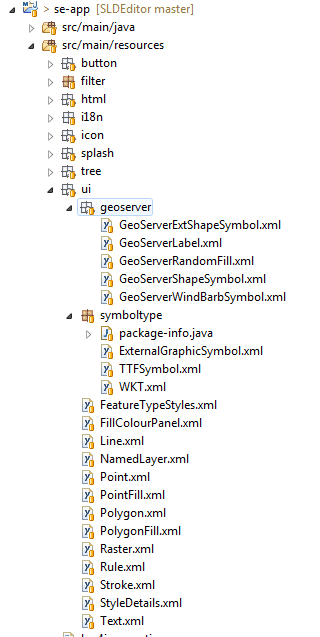 > se-app [SLDEditor master]
src/main/java
src/main/resources
button
filter
html
i18n
icon
splash
tree
ui
geoserver
GeoServerExtShapeSymbol.xml
GeoServerLabel.xml
GeoServerRandomFill.xml
GeoServerShapeSymbol.xml
GeoServerWindBarbSymbol.xml
symboltype
package-info.java
ExternalGraphicSymbol.xml
TTFSymbol.xml
WKT.xml
FeatureTypeStyles.xml
FillColourPanel.xml
Line.xml
NamedLayer.xml
Point.xml
PointFill.xml
Polygon.xml
PolygonFill.xml
Raster.xml
Rule.xml
Stroke.xml
StyleDetails.xml
Text.xml